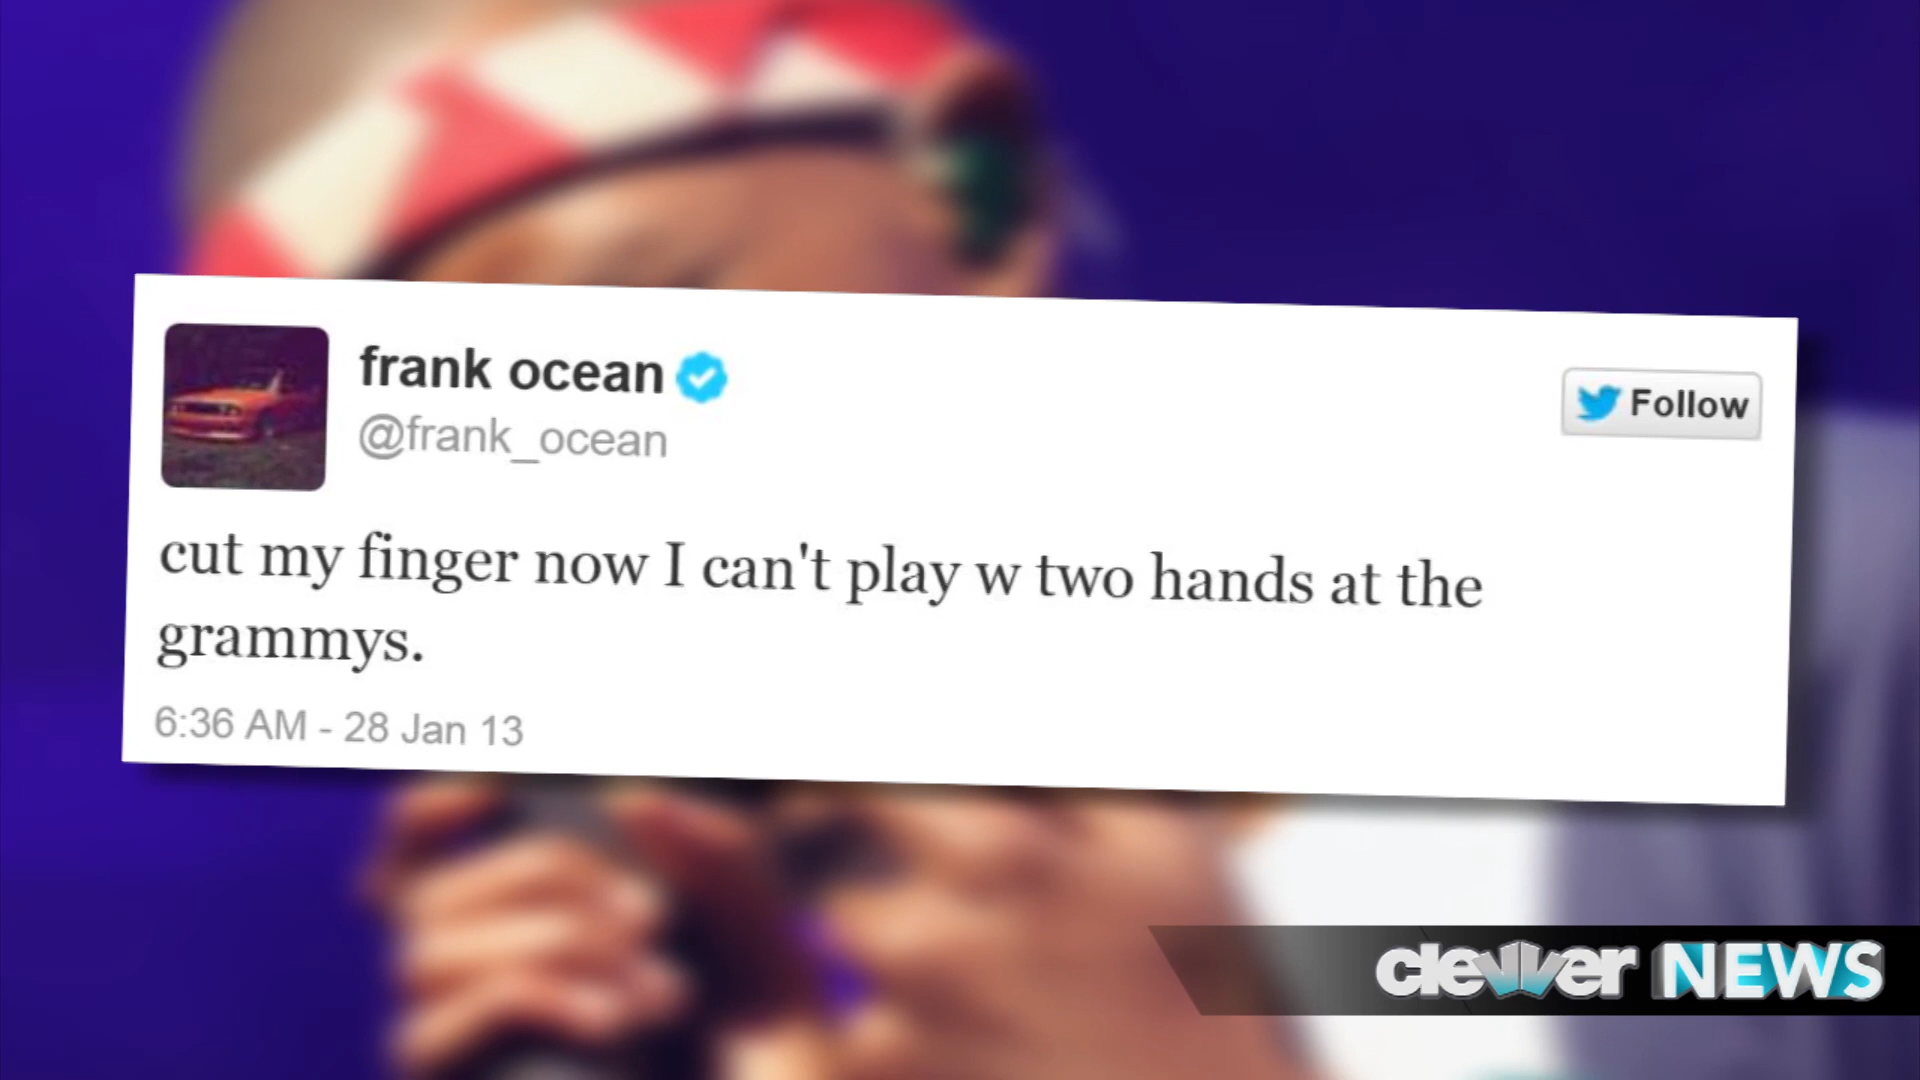 frank ocean
@frank_ocean
Follow
cut my finger now I can't play w two hands at the
grammys.
6:36 AM - 28 Jan 13
clevver NEWS